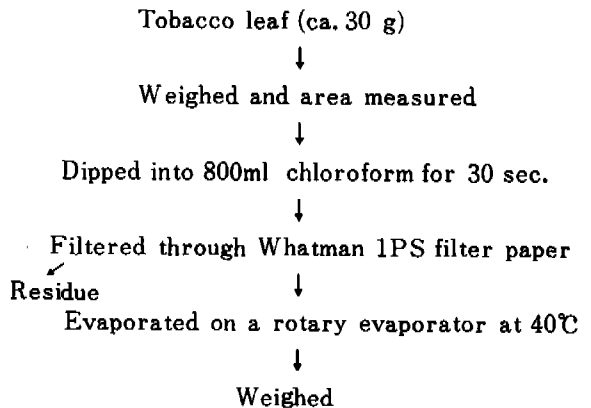 Tobacco leaf (ca. 30 g)
Weighed and area measured
Dipped into 800ml chloroform for 30 sec.
Filtered through Whatman 1PS filter paper
Residue
Evaporated on a rotary evaporator at 40℃
Weighed